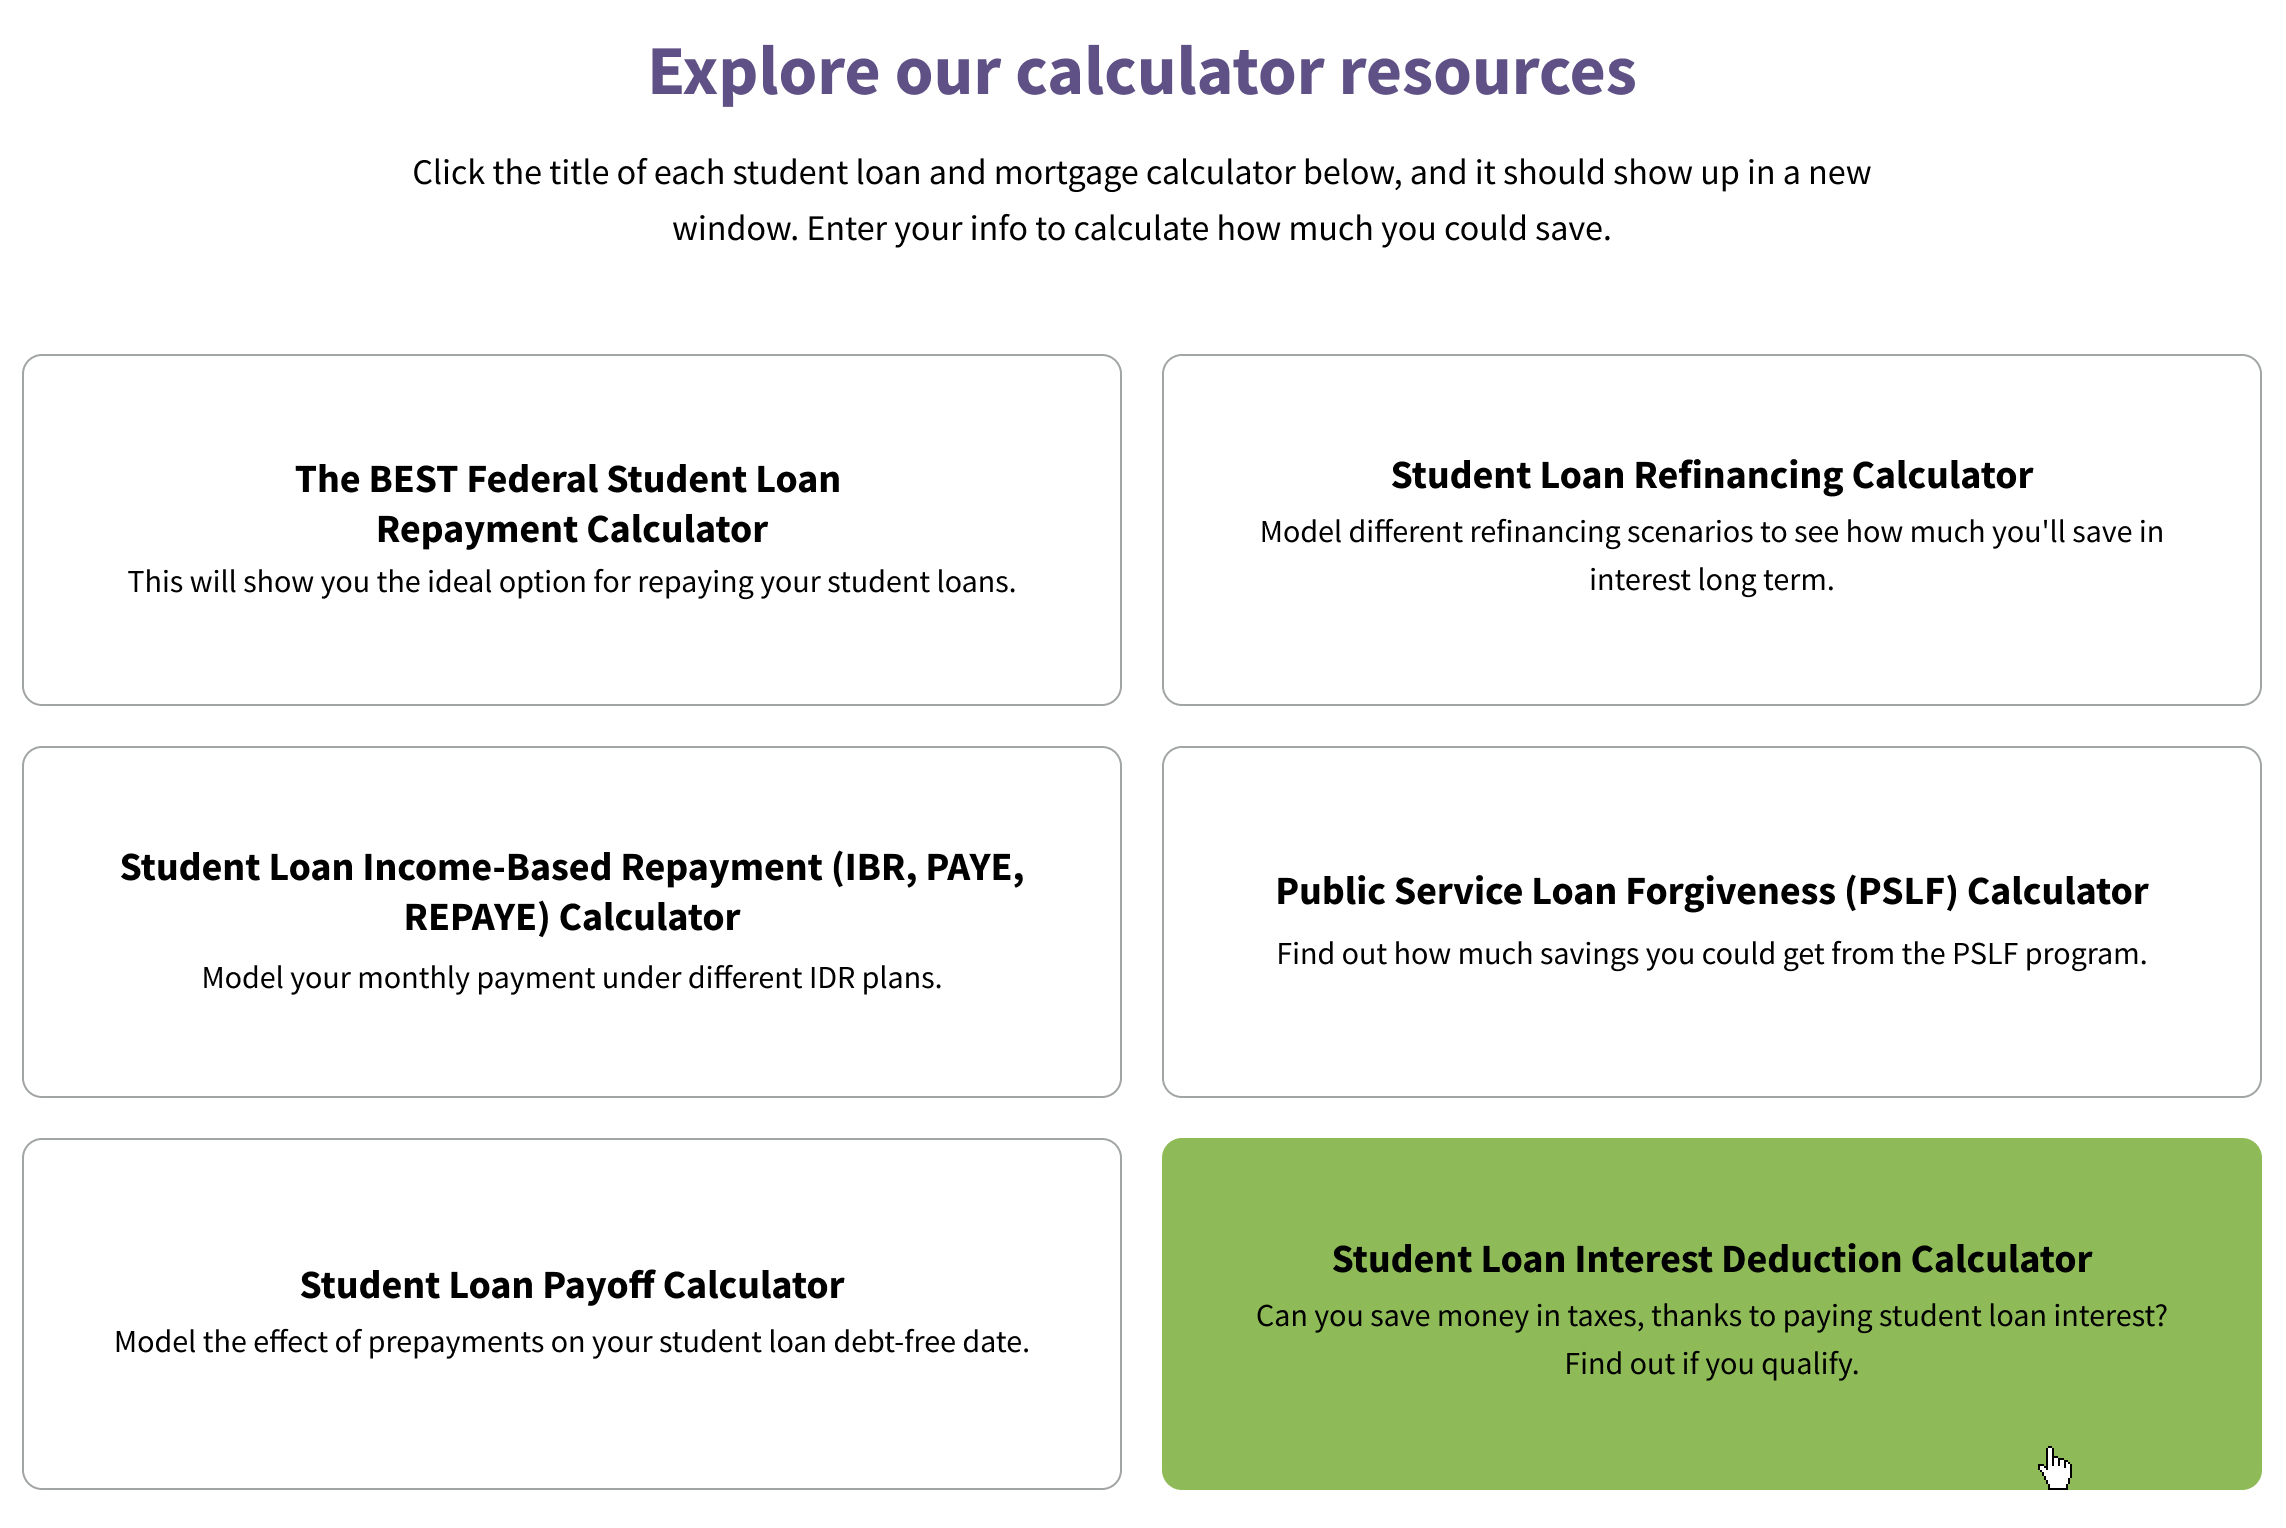 Explore our calculator resources
Click the title of each student loan and mortgage calculator below, and it should show up in a new
window. Enter your info to calculate how much you could save.
The BEST Federal Student Loan
Repayment Calculator
This will show you the ideal option for repaying your student loans.
Student Loan Refinancing Calculator
Model different refinancing scenarios to see how much you'll save in
interest long term.
Student Loan Income-Based Repayment (IBR, PAYE,
REPAYE) Calculator
Model your monthly payment under different IDR plans.
Public Service Loan Forgiveness (PSLF) Calculator
Find out how much savings you could get from the PSLF program.
Student Loan Payoff Calculator
Model the effect of prepayments on your student loan debt-free date.
Student Loan Interest Deduction Calculator
Can you save money in taxes, thanks to paying student loan interest?
Find out if you qualify.